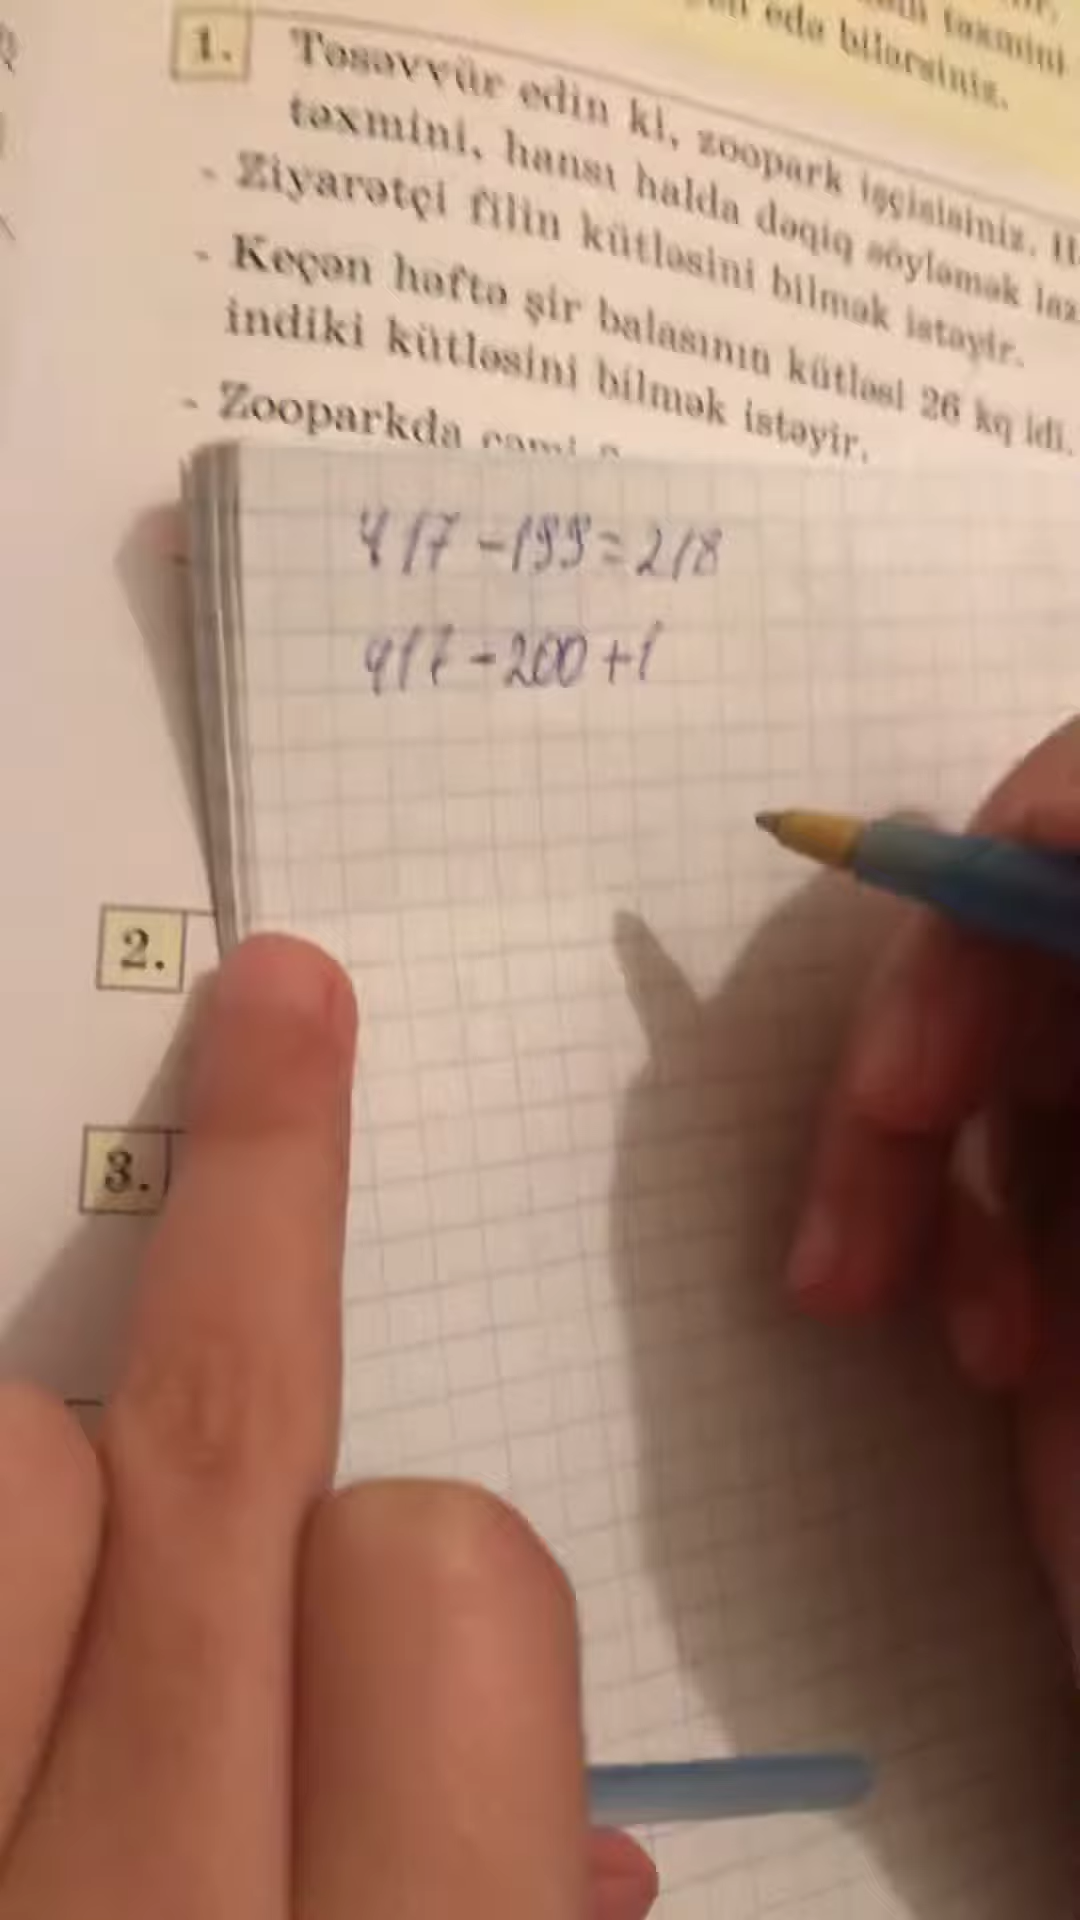 təxmini
edə bilərsiniz.
1. Təsəvvür edin ki, zoopark işçisisiniz.
təxmini, hansı halda dəqiq söyləmək
- Ziyarətçi filin kütləsini bilmək istəyir.
- Keçən həftə şir balasının kütləsi 26 kq idi.
indiki kütləsini bilmək istəyir.
- Zooparkda
417 - 199 = 218
417 - 200 + 1
2.
3.